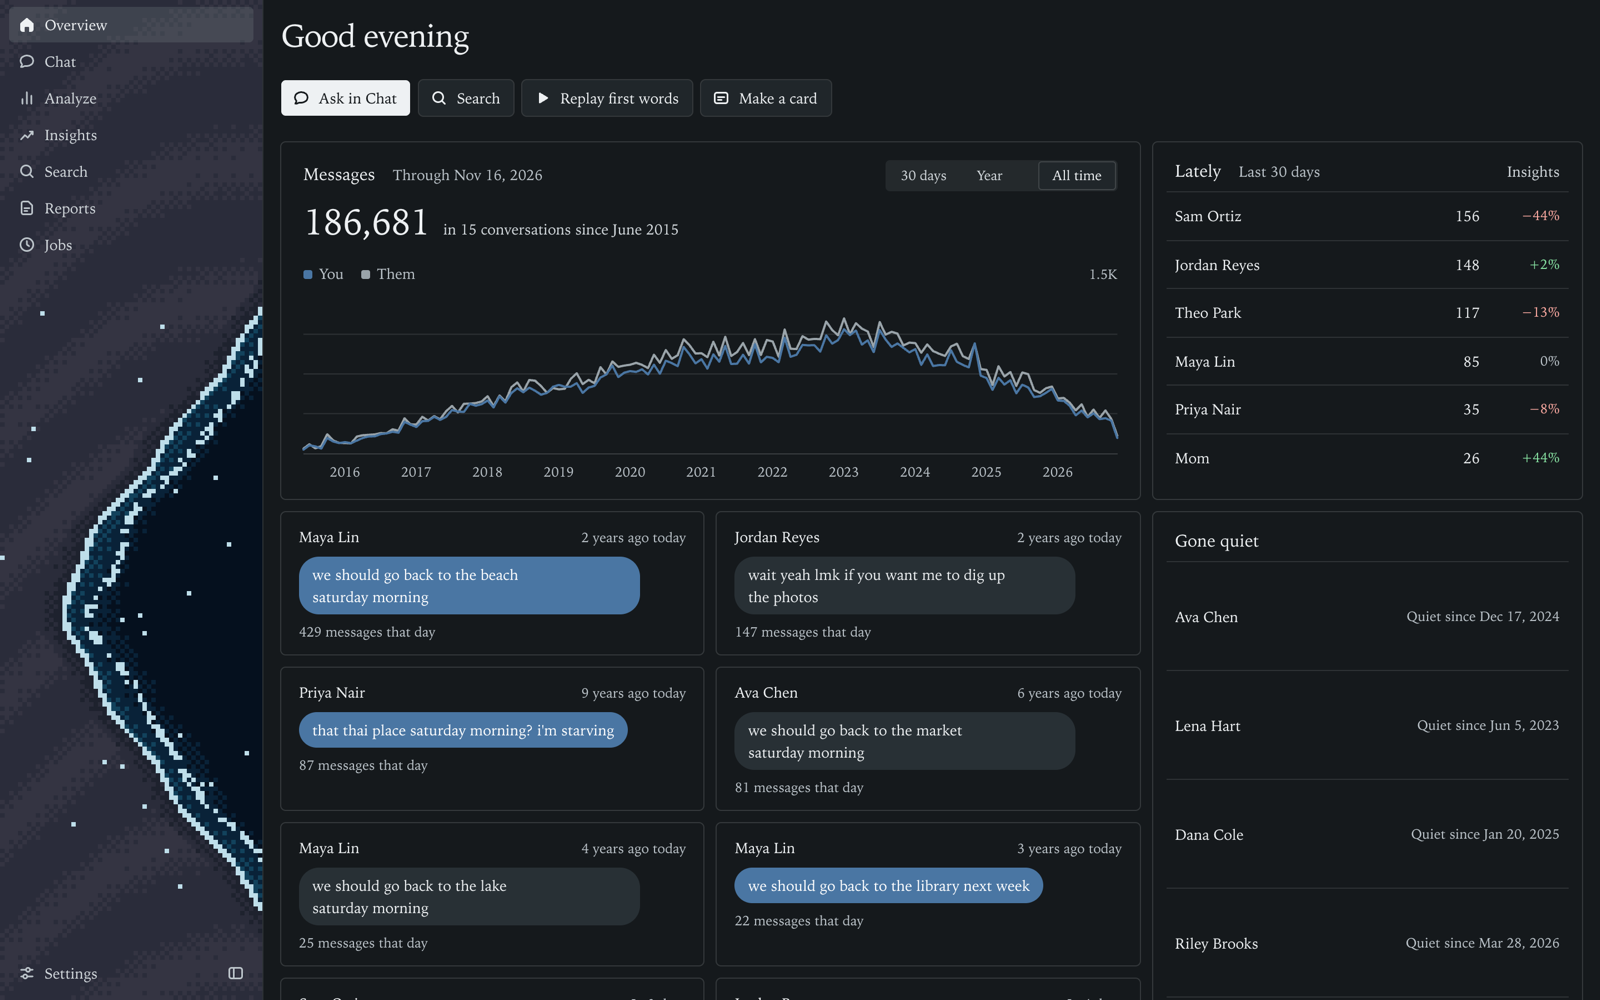 Overview
Chat
Analyze
Insights
Search
Reports
Jobs
Settings
Good evening
Ask in Chat
Search
Replay first words
Make a card
Messages Through Nov 16, 2026
30 days Year All time
186,681 in 15 conversations since June 2015
You Them 1.5K
2016 2017 2018 2019 2020 2021 2022 2023 2024 2025 2026
Lately Last 30 days Insights
Sam Ortiz 156 −44%
Jordan Reyes 148 +2%
Theo Park 117 −13%
Maya Lin 85 0%
Priya Nair 35 −8%
Mom 26 +44%
Maya Lin 2 years ago today
we should go back to the beach
saturday morning
429 messages that day
Jordan Reyes 2 years ago today
wait yeah lmk if you want me to dig up
the photos
147 messages that day
Priya Nair 9 years ago today
that thai place saturday morning? i'm starving
87 messages that day
Ava Chen 6 years ago today
we should go back to the market
saturday morning
81 messages that day
Maya Lin 4 years ago today
we should go back to the lake
saturday morning
25 messages that day
Maya Lin 3 years ago today
we should go back to the library next week
22 messages that day
Gone quiet
Ava Chen Quiet since Dec 17, 2024
Lena Hart Quiet since Jun 5, 2023
Dana Cole Quiet since Jan 20, 2025
Riley Brooks Quiet since Mar 28, 2026